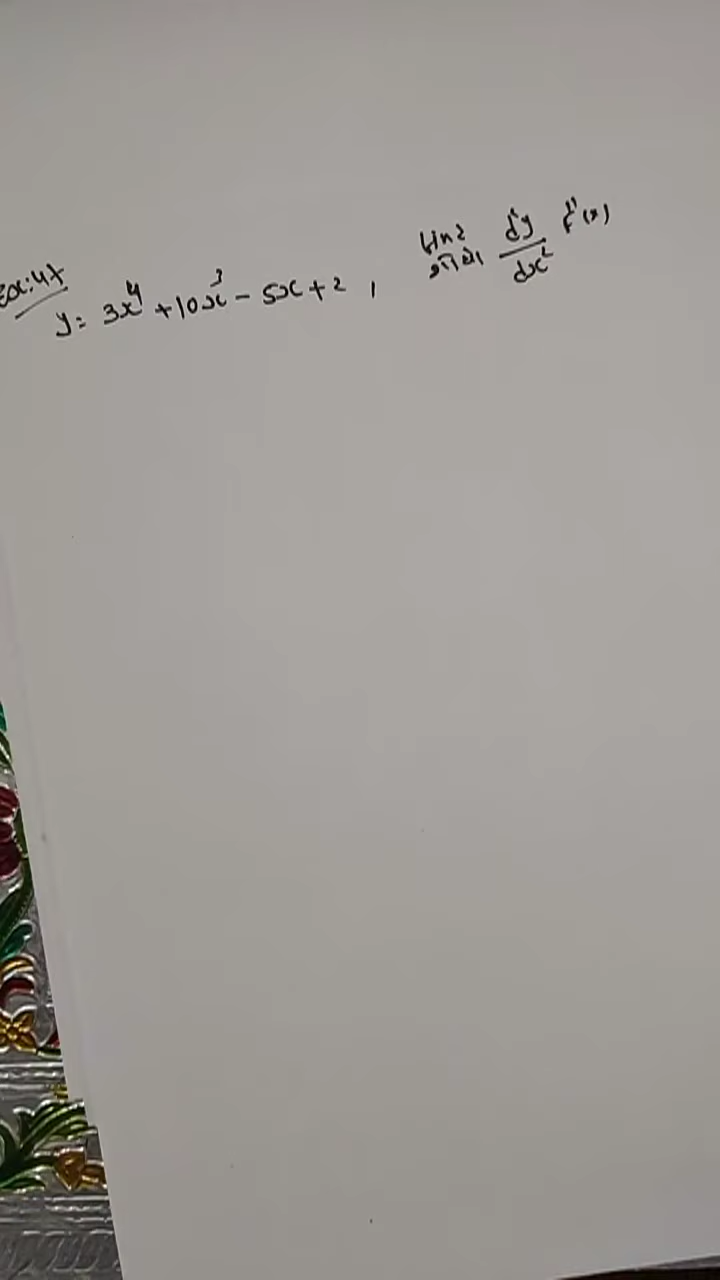 Ex:47
y = 3x⁴ + 10x³ - 5x + 2 , d²y/dx² f''(x)